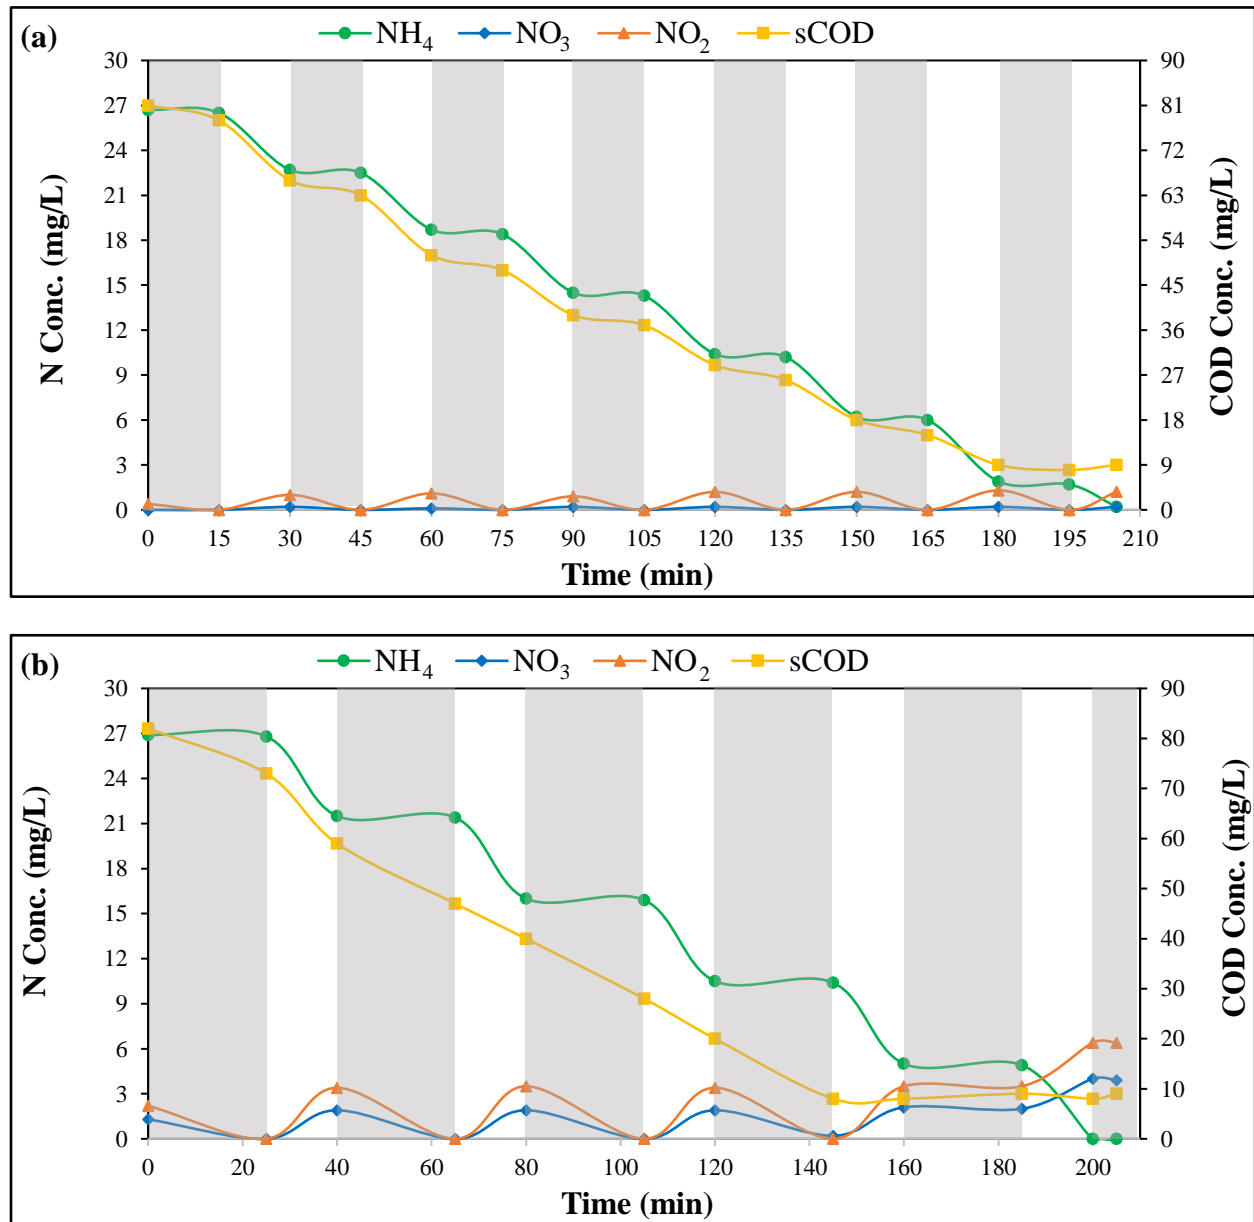 (a)
NH4 NO3 NO2 sCOD
30 90
27 81
24 72
21 63
18 54
15 45
12 36
9 27
6 18
3 9
0 0
N Conc. (mg/L)
COD Conc. (mg/L)
0 15 30 45 60 75 90 105 120 135 150 165 180 195 210
Time (min)
(b)
NH4 NO3 NO2 sCOD
30 90
27 80
24 70
21 60
18 50
15 40
12 30
9 20
6 10
3 0
0
N Conc. (mg/L)
COD Conc. (mg/L)
0 20 40 60 80 100 120 140 160 180 200
Time (min)